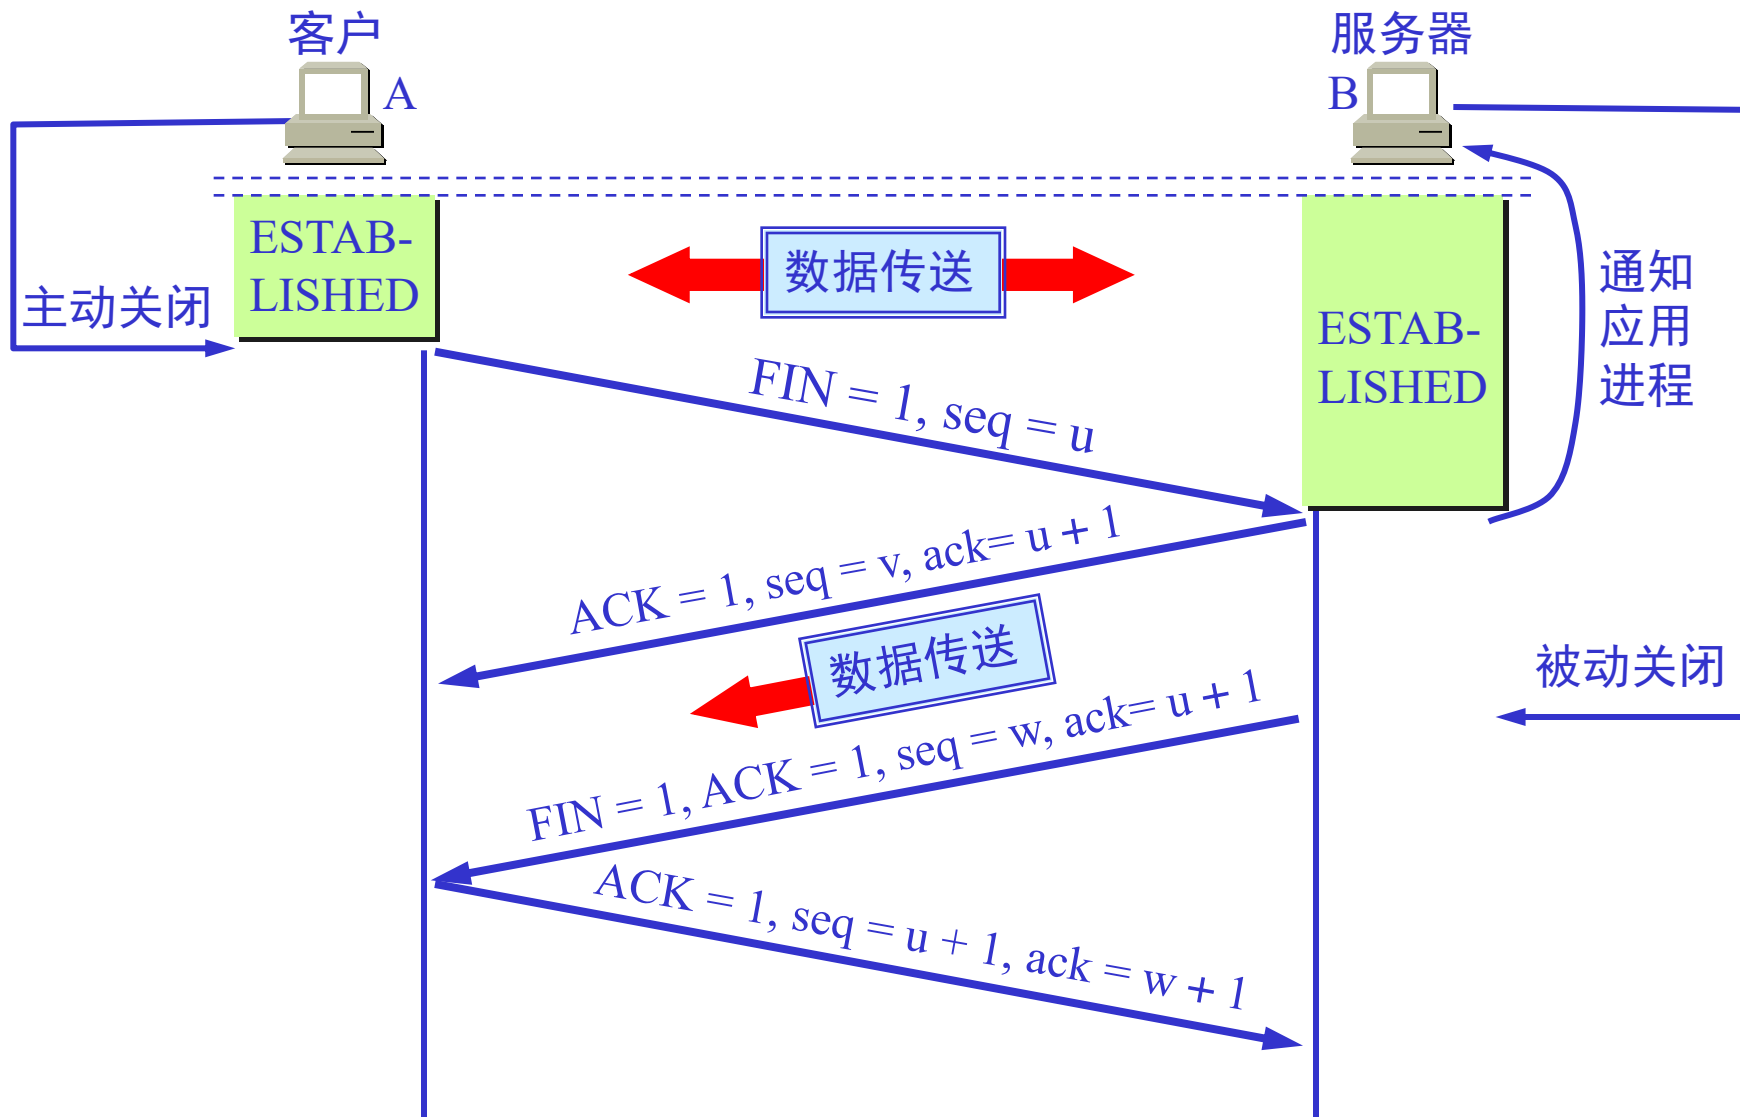 客户
A
服务器
B
ESTAB-
LISHED
主动关闭
数据传送
ESTAB-
LISHED
通知
应用
进程
FIN = 1, seq = u
ACK = 1, seq = v, ack= u + 1
数据传送
被动关闭
FIN = 1, ACK = 1, seq = w, ack= u + 1
ACK = 1, seq = u + 1, ack = w + 1